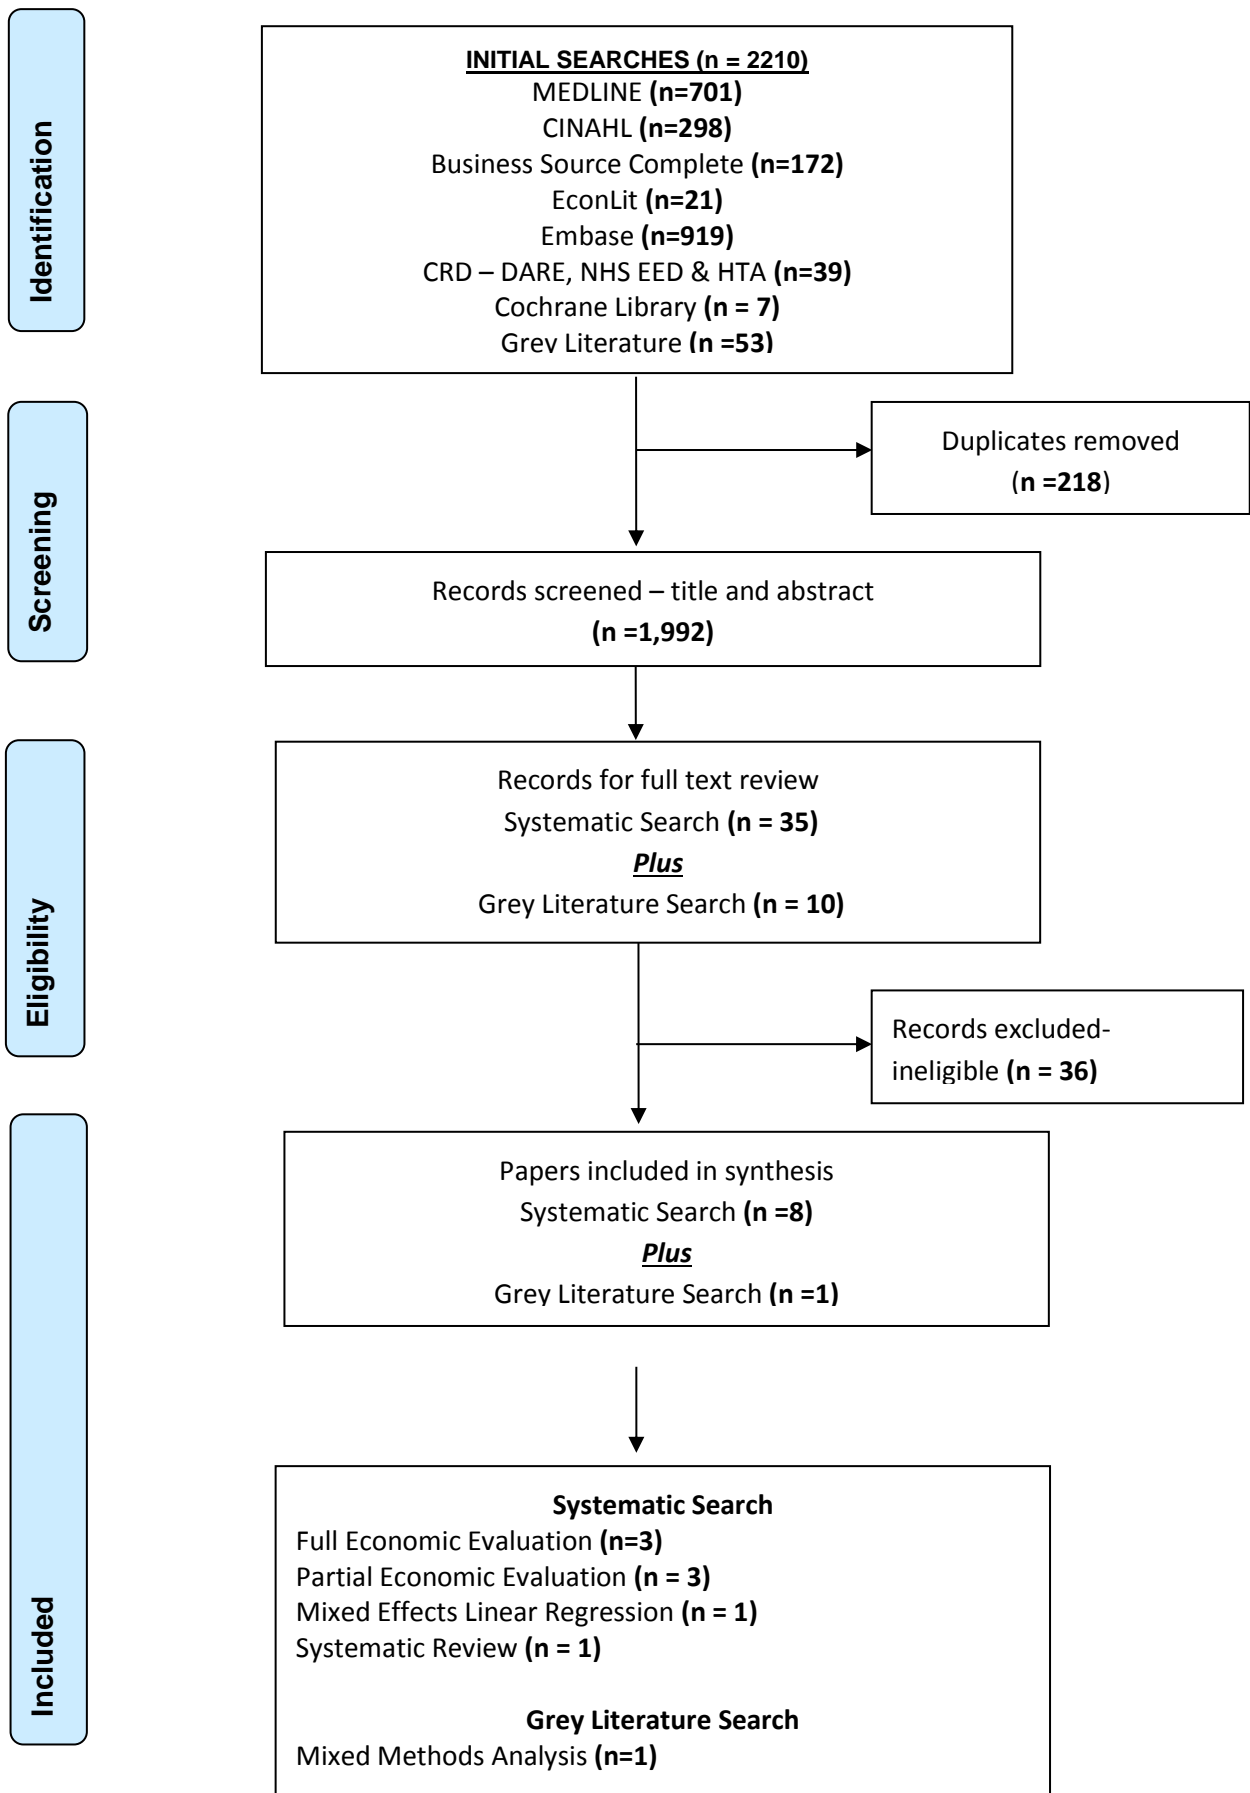 Identification
INITIAL SEARCHES (n = 2210)
MEDLINE (n=701)
CINAHL (n=298)
Business Source Complete (n=172)
EconLit (n=21)
Embase (n=919)
CRD – DARE, NHS EED & HTA (n=39)
Cochrane Library (n = 7)
Grey Literature (n =53)
Screening
Duplicates removed
(n =218)
Records screened – title and abstract
(n =1,992)
Eligibility
Records for full text review
Systematic Search (n = 35)
Plus
Grey Literature Search (n = 10)
Records excluded-
ineligible (n = 36)
Included
Papers included in synthesis
Systematic Search (n =8)
Plus
Grey Literature Search (n =1)
Systematic Search
Full Economic Evaluation (n=3)
Partial Economic Evaluation (n = 3)
Mixed Effects Linear Regression (n = 1)
Systematic Review (n = 1)
Grey Literature Search
Mixed Methods Analysis (n=1)